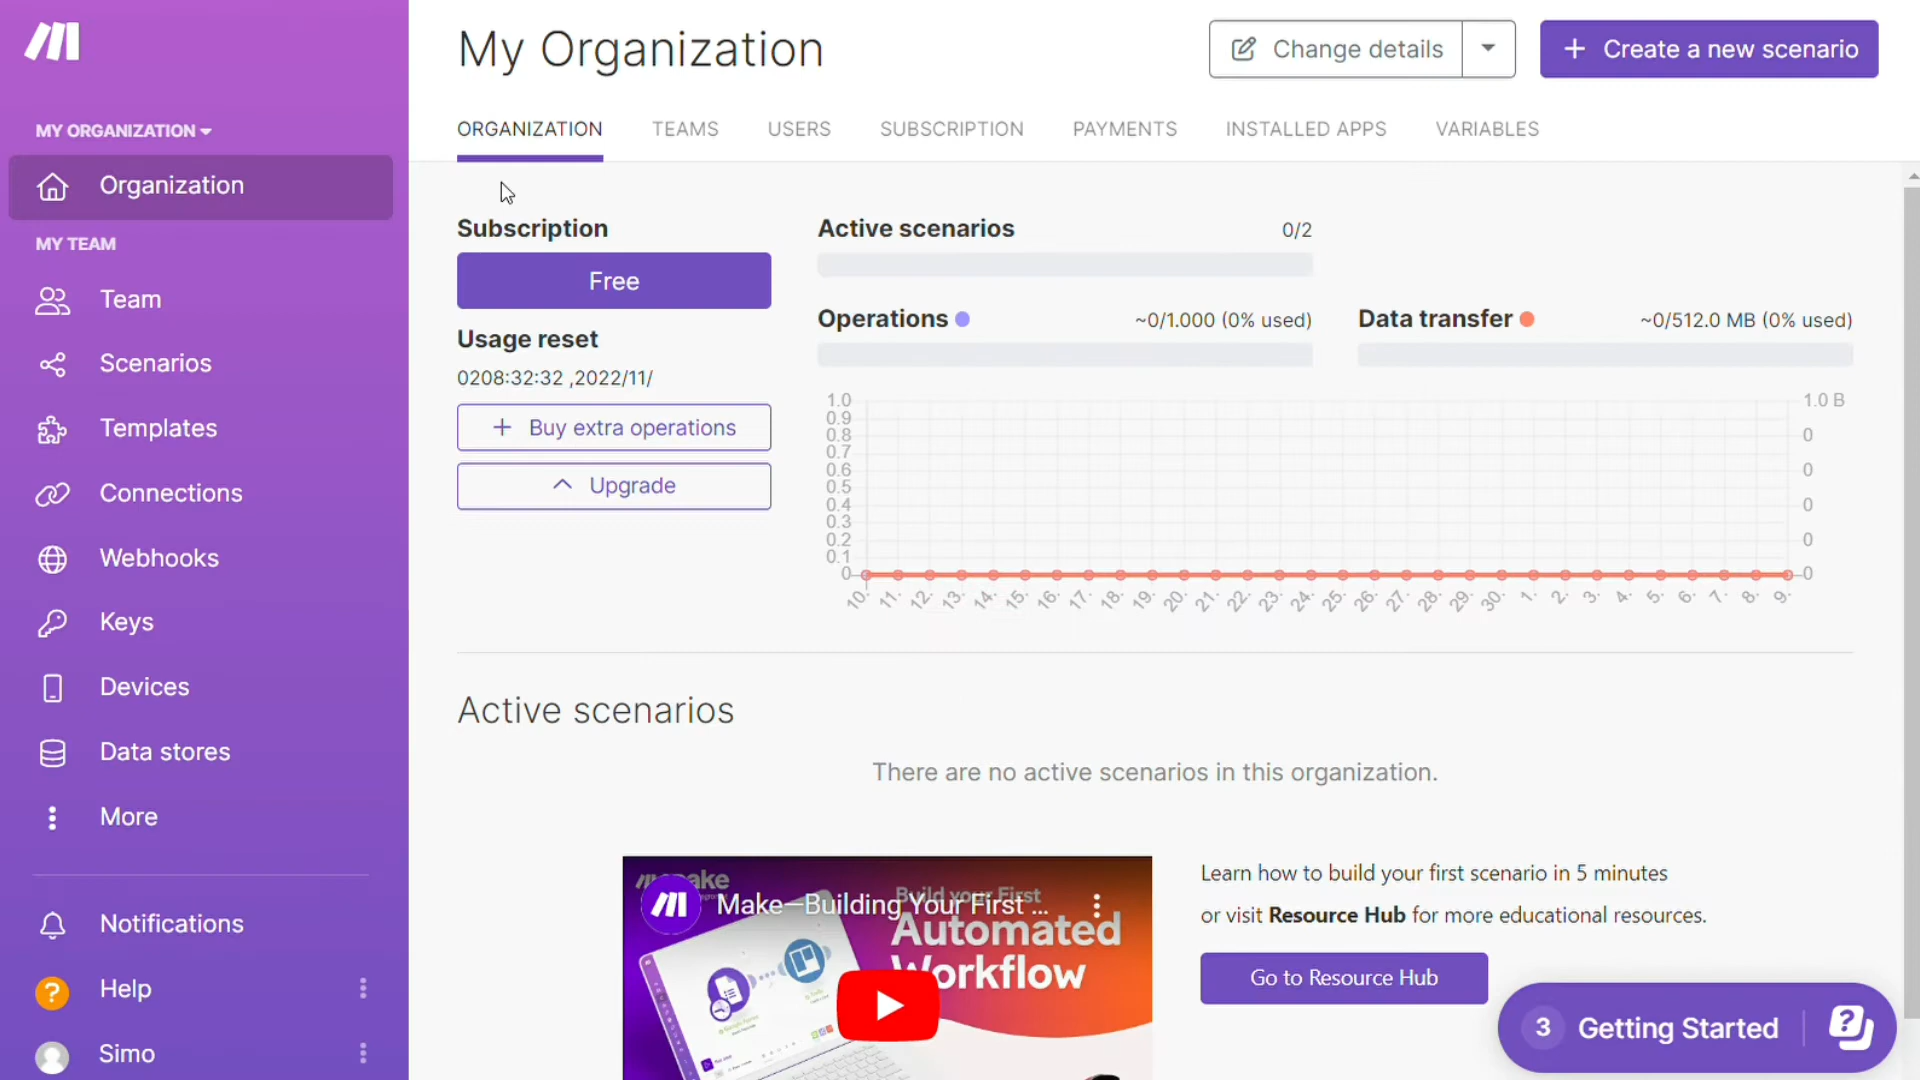 My Organization
Change details
+ Create a new scenario
MY ORGANIZATION
Organization
MY TEAM
Team
Scenarios
Templates
Connections
Webhooks
Keys
Devices
Data stores
More
Notifications
? Help
Simo
ORGANIZATION TEAMS USERS SUBSCRIPTION PAYMENTS INSTALLED APPS VARIABLES
Subscription
Free
Usage reset
0208:32:32 ,2022/11/
+ Buy extra operations
Upgrade
Active scenarios 0/2
Operations ~0/1.000 (0% used)
Data transfer ~0/512.0 MB (0% used)
1.0 1.0 B
0.9
0.8 0
0.7
0.6 0
0.5
0.4 0
0.3
0.2 0
0.1
0 0
10. 11. 12. 13. 14. 15. 16. 17. 18. 19. 20. 21. 22. 23. 24. 25. 26. 27. 28. 29. 30. 1. 2. 3. 4. 5. 6. 7. 8. 9.
Active scenarios
There are no active scenarios in this organization.
make
Make—Building Your First ...
Build your First
Automated
Workflow
Learn how to build your first scenario in 5 minutes
or visit Resource Hub for more educational resources.
Go to Resource Hub
3 Getting Started ?